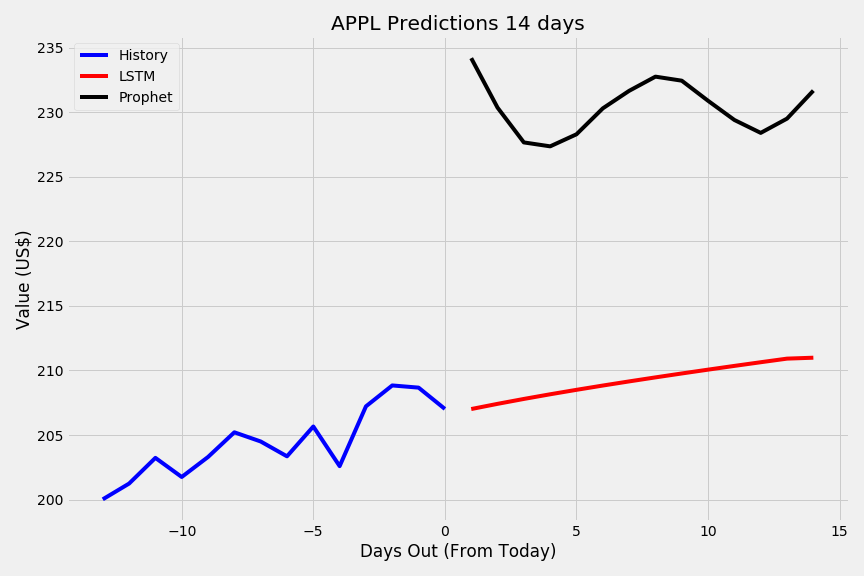 APPL Predictions 14 days
History
LSTM
Prophet
235
230
225
220
215
210
205
200
Value (US$)
−10
−5
0
5
10
15
Days Out (From Today)